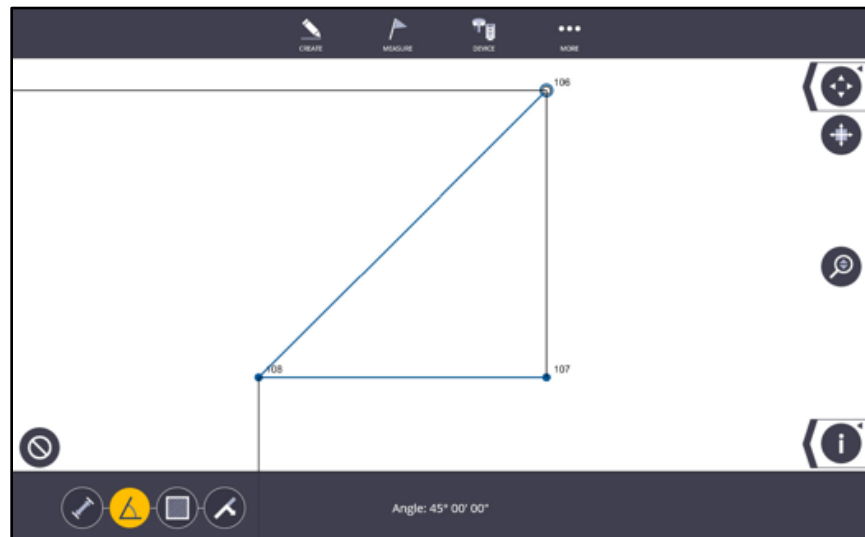 CREATE
MEASURE
DEVICE
MORE
106
108
107
i
Angle: 45° 00' 00"